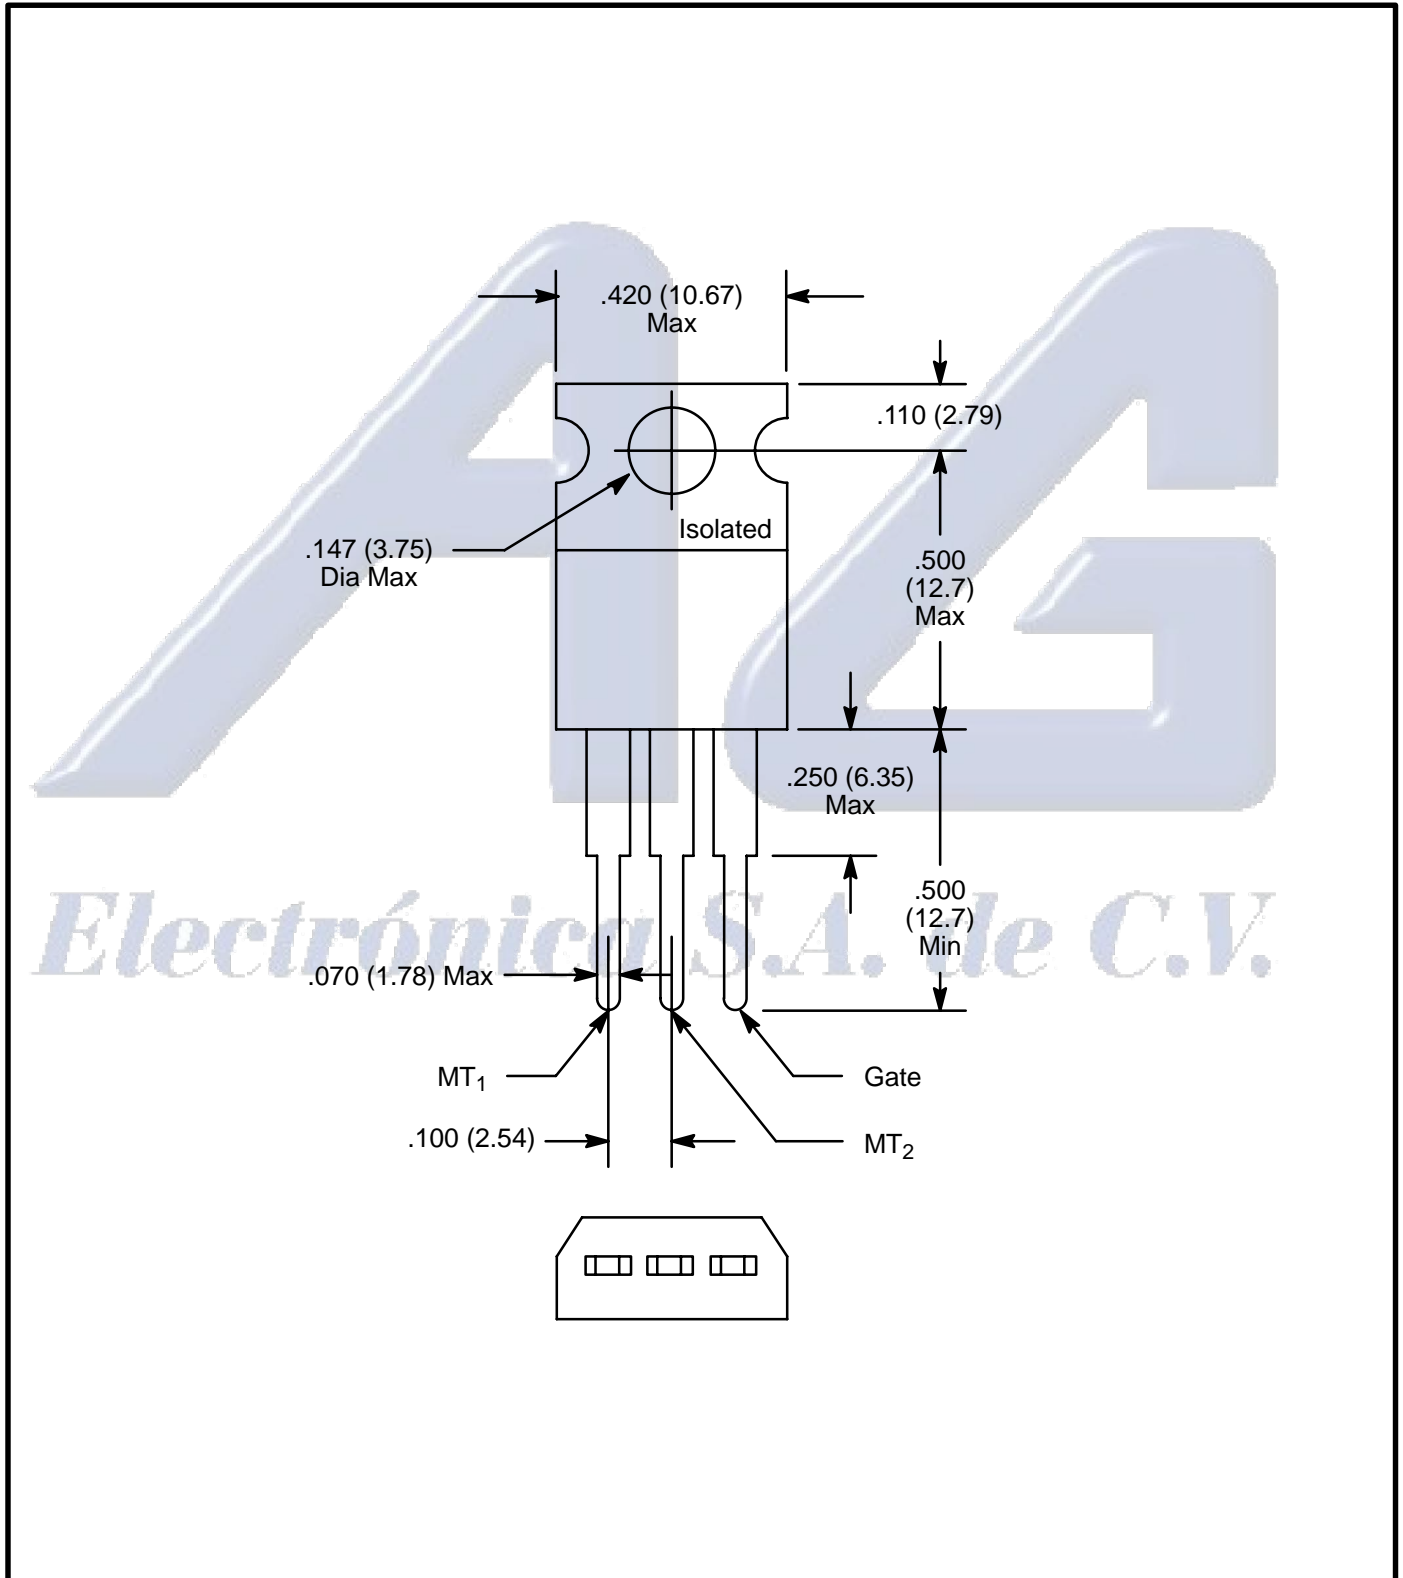 .420 (10.67)
Max
.110 (2.79)
Isolated
.147 (3.75)
Dia Max
.500
(12.7)
Max
.250 (6.35)
Max
.500
(12.7)
Min
Electrónica S.A. de C.V.
.070 (1.78) Max
MT1
Gate
.100 (2.54)
MT2
AG